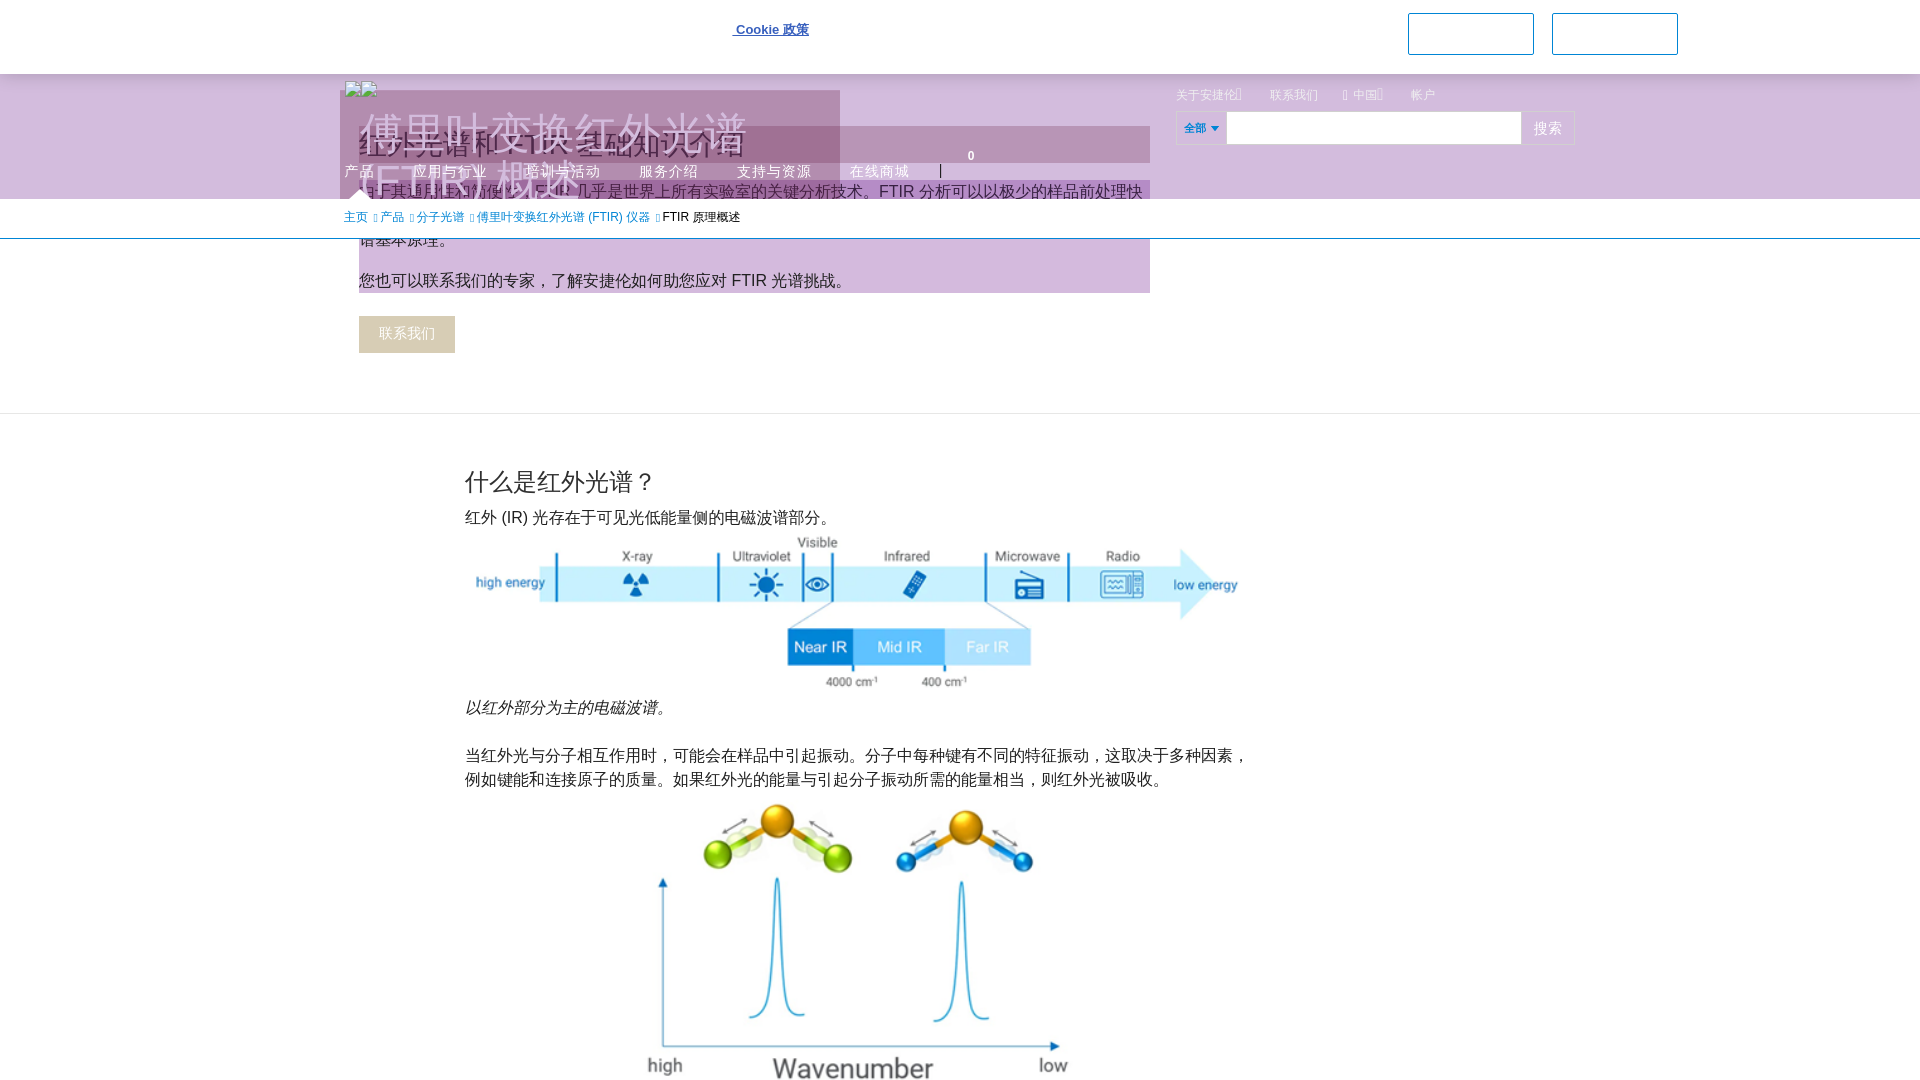 Cookie 政策
关于安捷伦
联系我们
中国
帐户
全部
搜索
傅里叶变换红外光谱
(FTIR) 概述
红外光谱和 FTIR 基础知识介绍
0
产品
应用与行业
培训与活动
服务介绍
支持与资源
在线商城
FTIR 几乎是世界上所有实验室的关键分析技术。FTIR 分析可以以极少的样品前处理快
主页 产品 分子光谱 傅里叶变换红外光谱 (FTIR) 仪器 FTIR 原理概述
谱基本原理。
您也可以联系我们的专家，了解安捷伦如何助您应对 FTIR 光谱挑战。
联系我们
什么是红外光谱？
红外 (IR) 光存在于可见光低能量侧的电磁波谱部分。
X-ray Ultraviolet Visible Infrared Microwave Radio
high energy low energy
Near IR Mid IR Far IR
4000 cm-1 400 cm-1
以红外部分为主的电磁波谱。
当红外光与分子相互作用时，可能会在样品中引起振动。分子中每种键有不同的特征振动，这取决于多种因素，
例如键能和连接原子的质量。如果红外光的能量与引起分子振动所需的能量相当，则红外光被吸收。
high Wavenumber low